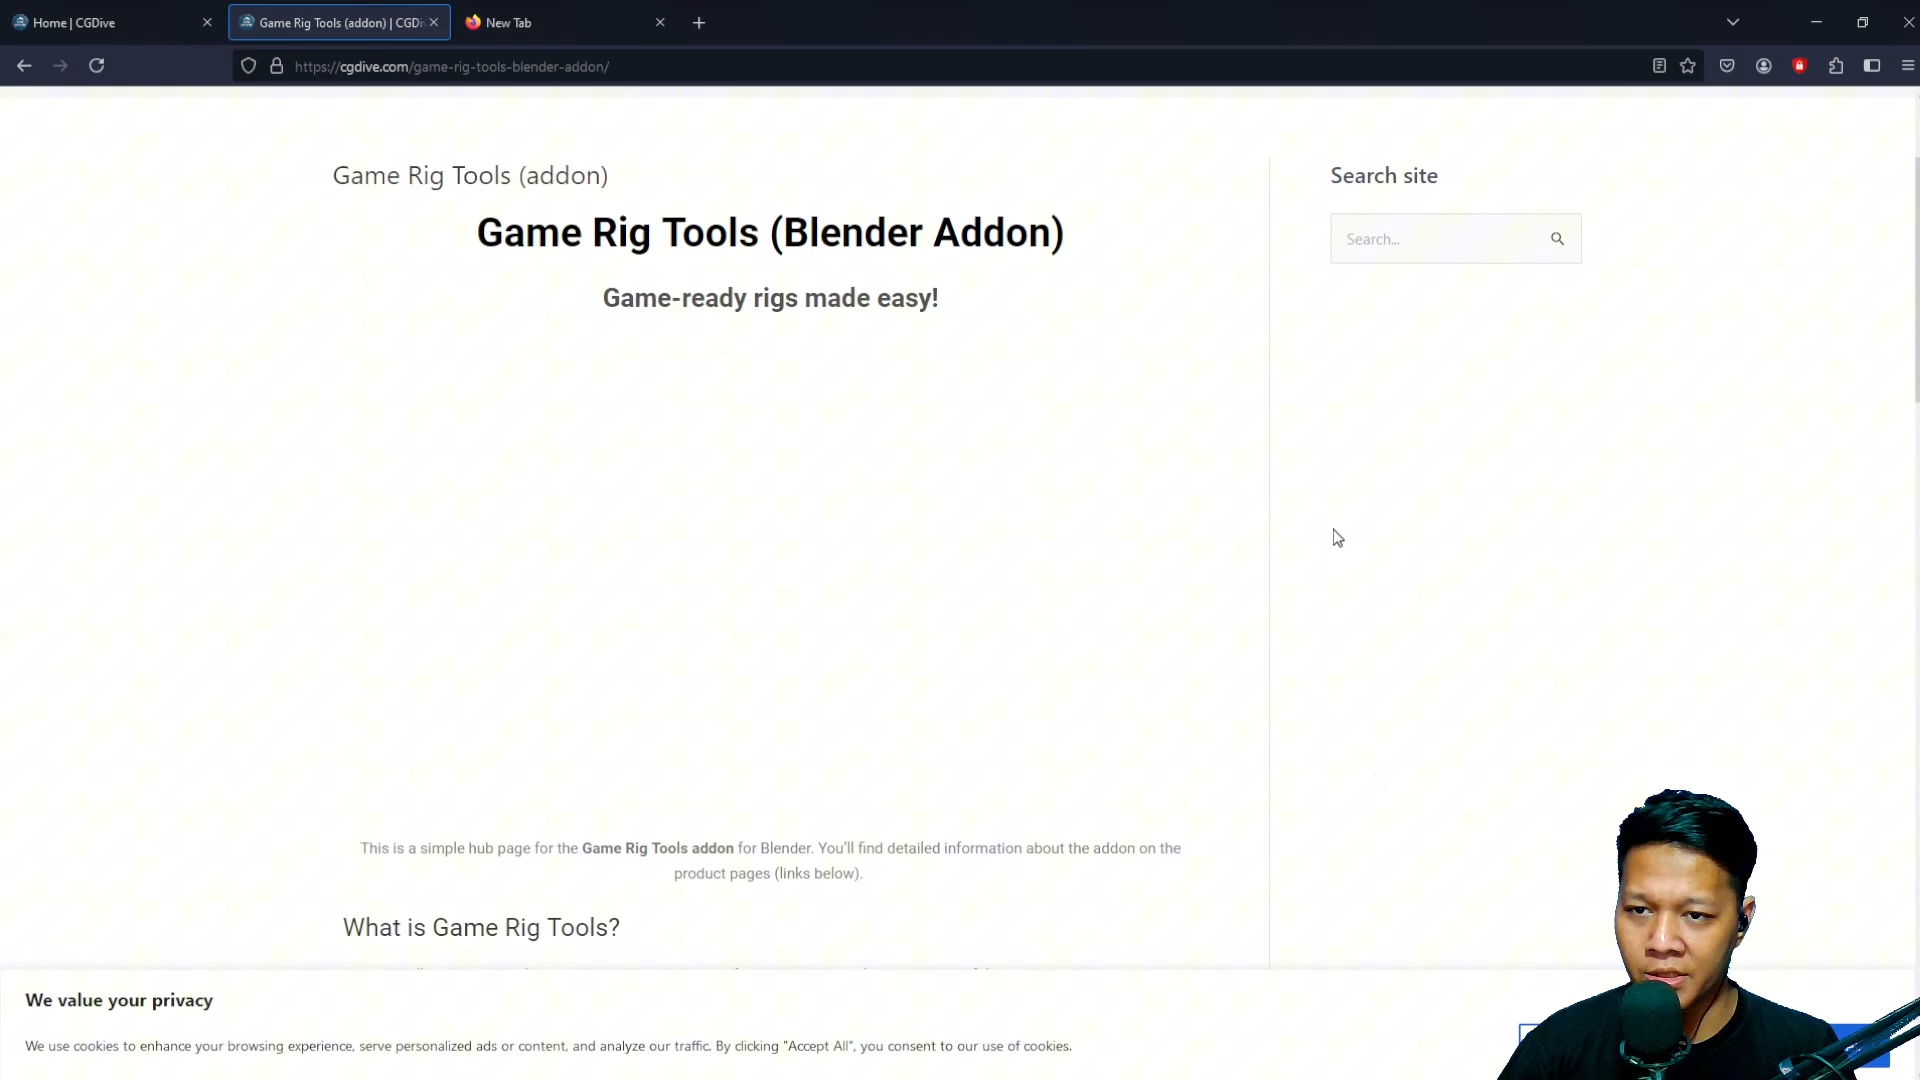 Home | CGDive
Game Rig Tools (addon) | CGDi
New Tab
https://cgdive.com/game-rig-tools-blender-addon/
Game Rig Tools (addon)
Search site
Game Rig Tools (Blender Addon)
Search...
Game-ready rigs made easy!
This is a simple hub page for the Game Rig Tools addon for Blender. You’ll find detailed information about the addon on the
product pages (links below).
What is Game Rig Tools?
We value your privacy
We use cookies to enhance your browsing experience, serve personalized ads or content, and analyze our traffic. By clicking "Accept All", you consent to our use of cookies.